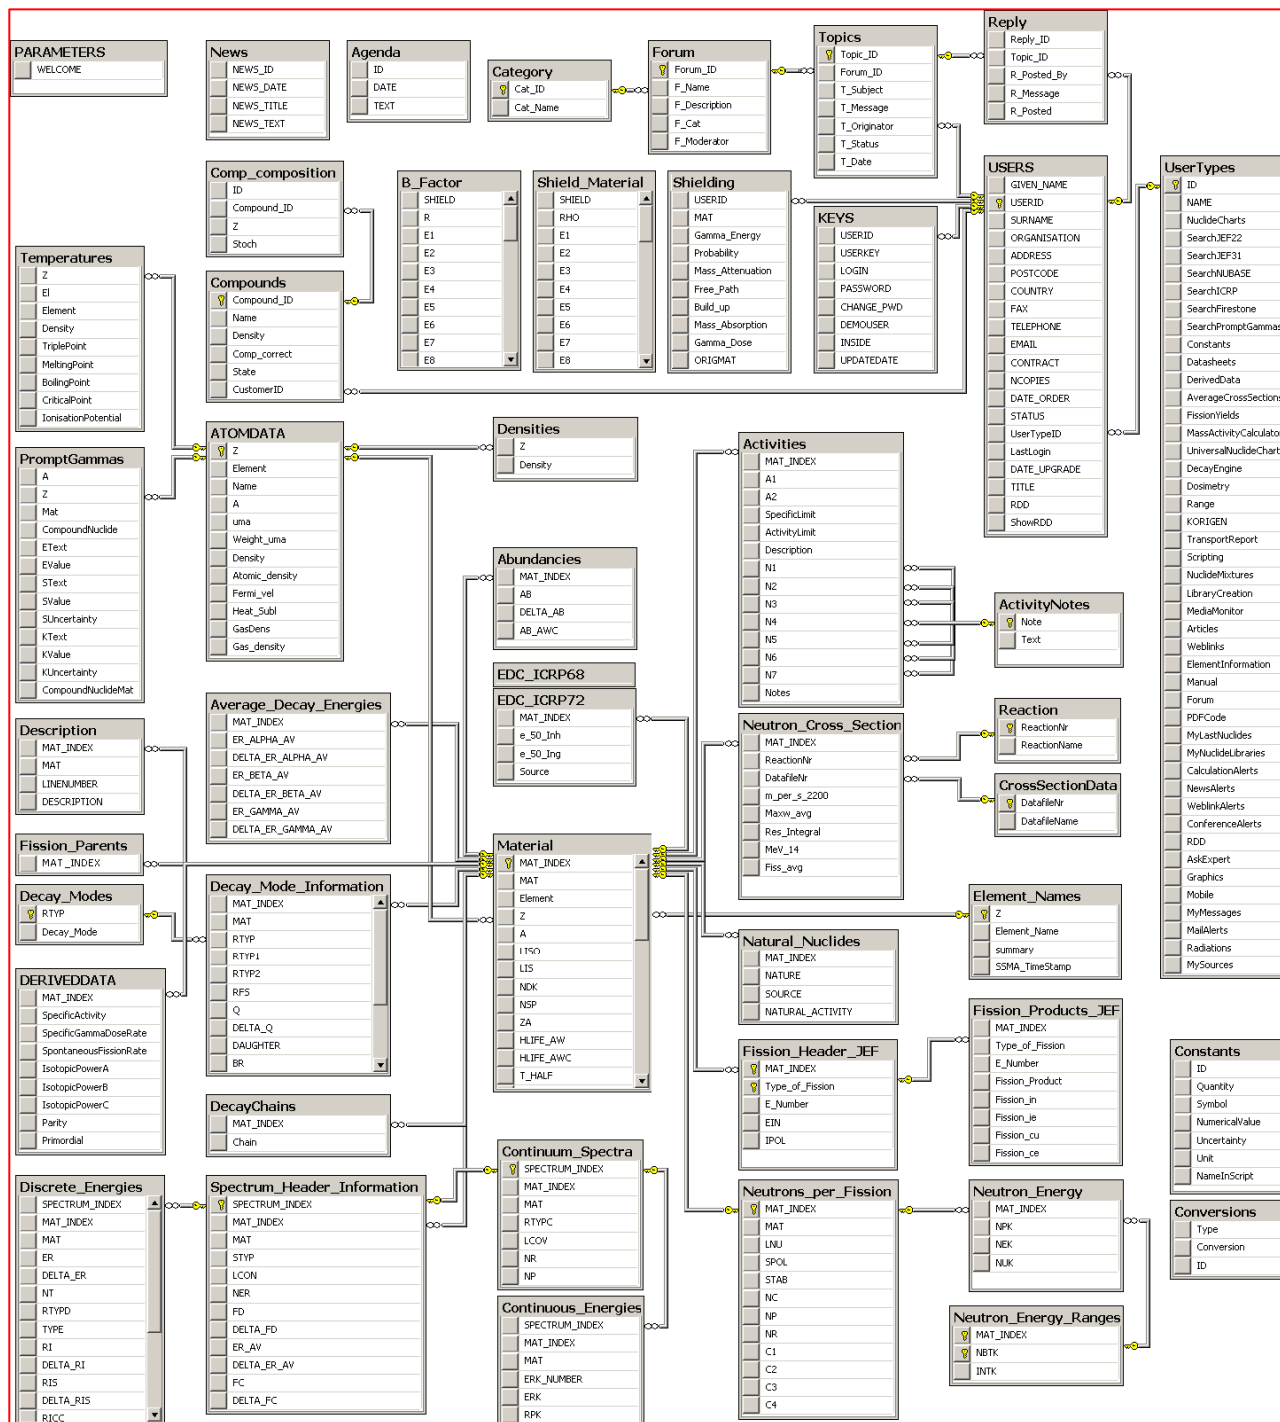 PARAMETERS
WELCOME
News
NEWS_ID
NEWS_DATE
NEWS_TITLE
NEWS_TEXT
Agenda
ID
DATE
TEXT
Category
Cat_ID
Cat_Name
Forum
Forum_ID
F_Name
F_Description
F_Cat
F_Moderator
Topics
Topic_ID
Forum_ID
T_Subject
T_Message
T_Originator
T_Status
T_Date
Reply
Reply_ID
Topic_ID
R_Posted_By
R_Message
R_Posted
Comp_composition
ID
Compound_ID
Z
Stoch
B_Factor
SHIELD
R
E1
E2
E3
E4
E5
E6
E7
E8
Shield_Material
SHIELD
RHO
E1
E2
E3
E4
E5
E6
E7
E8
Shielding
USERID
MAT
Gamma_Energy
Probability
Mass_Attenuation
Free_Path
Build_up
Mass_Absorption
Gamma_Dose
ORIGMAT
KEYS
USERID
USERKEY
LOGIN
PASSWORD
CHANGE_PWD
DEMOUSER
INSIDE
UPDATEDATE
USERS
GIVEN_NAME
USERID
SURNAME
ORGANISATION
ADDRESS
POSTCODE
COUNTRY
FAX
TELEPHONE
EMAIL
CONTRACT
NCOPIES
DATE_ORDER
STATUS
UserTypeID
LastLogin
DATE_UPGRADE
TITLE
RDD
ShowRDD
UserTypes
ID
NAME
NuclideCharts
SearchJEF22
SearchJEF31
SearchNUBASE
SearchICRP
SearchFirestone
SearchPromptGammas
Constants
Datasheets
DerivedData
AverageCrossSections
FissionYields
MassActivityCalculator
UniversalNuclideChart
DecayEngine
Dosimetry
Range
KORIGEN
TransportReport
Scripting
NuclideMixtures
LibraryCreation
MediaMonitor
Articles
Weblinks
ElementInformation
Manual
Forum
PDFCode
MyLastNuclides
MyNuclideLibraries
CalculationAlerts
NewsAlerts
WeblinkAlerts
ConferenceAlerts
RDD
AskExpert
Graphics
Mobile
MyMessages
MailAlerts
Radiations
MySources
Temperatures
Z
El
Element
Density
TriplePoint
MeltingPoint
BoilingPoint
CriticalPoint
IonisationPotential
Compounds
Compound_ID
Name
Density
Comp_correct
State
CustomerID
PromptGammas
A
Z
Mat
CompoundNuclide
EText
EValue
SText
SValue
SUncertainty
KText
KValue
KUncertainty
CompoundNuclideMat
ATOMDATA
Z
Element
Name
A
uma
Weight_uma
Density
Atomic_density
Fermi_vel
Heat_Subl
GasDens
Gas_density
Densities
Z
Density
Abundancies
MAT_INDEX
AB
DELTA_AB
AB_AWC
EDC_ICRP68
EDC_ICRP72
MAT_INDEX
e_50_Inh
e_50_Ing
Source
Activities
MAT_INDEX
A1
A2
SpecificLimit
ActivityLimit
Description
N1
N2
N3
N4
N5
N6
N7
Notes
ActivityNotes
Note
Text
Description
MAT_INDEX
MAT
LINENUMBER
DESCRIPTION
Average_Decay_Energies
MAT_INDEX
ER_ALPHA_AV
DELTA_ER_ALPHA_AV
ER_BETA_AV
DELTA_ER_BETA_AV
ER_GAMMA_AV
DELTA_ER_GAMMA_AV
Neutron_Cross_Section
MAT_INDEX
ReactionNr
DatafileNr
m_per_s_2200
Maxw_avg
Res_Integral
MeV_14
Fiss_avg
Reaction
ReactionNr
ReactionName
CrossSectionData
DatafileNr
DatafileName
Fission_Parents
MAT_INDEX
Decay_Modes
RTYP
Decay_Mode
Decay_Mode_Information
MAT_INDEX
MAT
RTYP
RTYP1
RTYP2
RFS
Q
DELTA_Q
DAUGHTER
BR
Material
MAT_INDEX
MAT
Element
Z
A
LISO
LIS
NDK
NSP
ZA
HLIFE_AW
HLIFE_AWC
T_HALF
Element_Names
Z
Element_Name
summary
SSMA_TimeStamp
Natural_Nuclides
MAT_INDEX
NATURE
SOURCE
NATURAL_ACTIVITY
DERIVEDDATA
MAT_INDEX
SpecificActivity
SpecificGammaDoseRate
SpontaneousFissionRate
IsotopicPowerA
IsotopicPowerB
IsotopicPowerC
Parity
Primordial
DecayChains
MAT_INDEX
Chain
Fission_Header_JEF
MAT_INDEX
Type_of_Fission
E_Number
EIN
IPOL
Fission_Products_JEF
MAT_INDEX
Type_of_Fission
E_Number
Fission_Product
Fission_in
Fission_ie
Fission_cu
Fission_ce
Constants
ID
Quantity
Symbol
NumericalValue
Uncertainty
Unit
NameInScript
Discrete_Energies
SPECTRUM_INDEX
MAT_INDEX
MAT
ER
DELTA_ER
NT
RTYPD
TYPE
RI
DELTA_RI
RIS
DELTA_RIS
RICC
Spectrum_Header_Information
SPECTRUM_INDEX
MAT_INDEX
MAT
STYP
LCON
NER
FD
DELTA_FD
ER_AV
DELTA_ER_AV
FC
DELTA_FC
Continuum_Spectra
SPECTRUM_INDEX
MAT_INDEX
MAT
RTYPC
LCOV
NR
NP
Continuous_Energies
SPECTRUM_INDEX
MAT_INDEX
MAT
ERK_NUMBER
ERK
RPK
Neutrons_per_Fission
MAT_INDEX
MAT
LNU
SPOL
STAB
NC
NP
NR
C1
C2
C3
C4
Neutron_Energy
MAT_INDEX
NPK
NEK
NUK
Neutron_Energy_Ranges
MAT_INDEX
NBTK
INTK
Conversions
Type
Conversion
ID